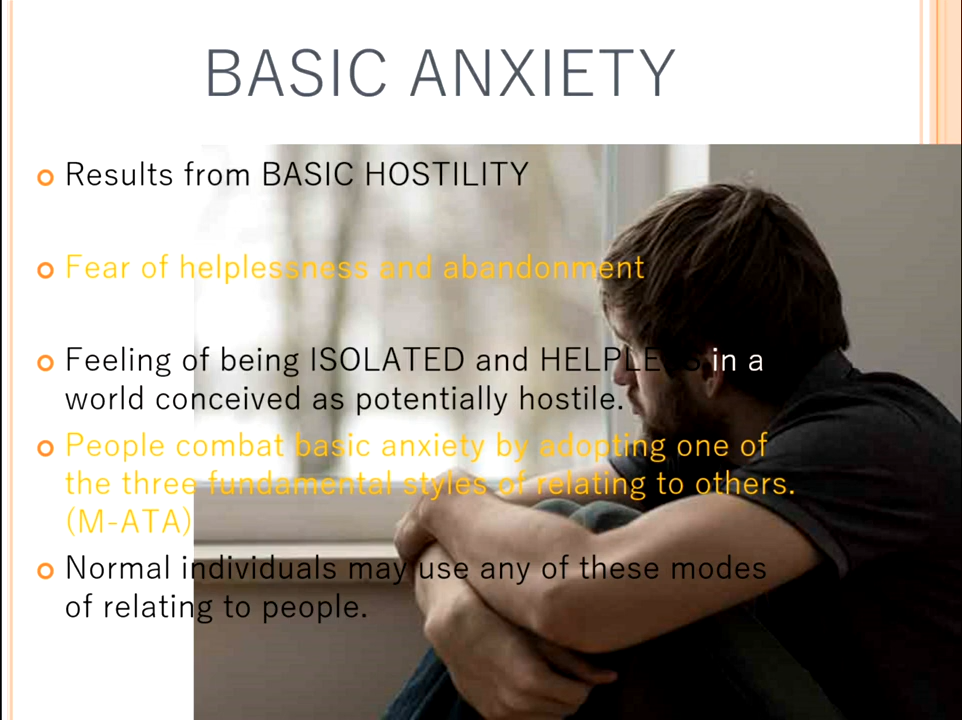 BASIC ANXIETY
Results from BASIC HOSTILITY
Fear of helplessness and abandonment
Feeling of being ISOLATED and HELPLESS in a
world conceived as potentially hostile.
People combat basic anxiety by adopting one of
the three fundamental styles of relating to others.
(M-ATA)
Normal individuals may use any of these modes
of relating to people.